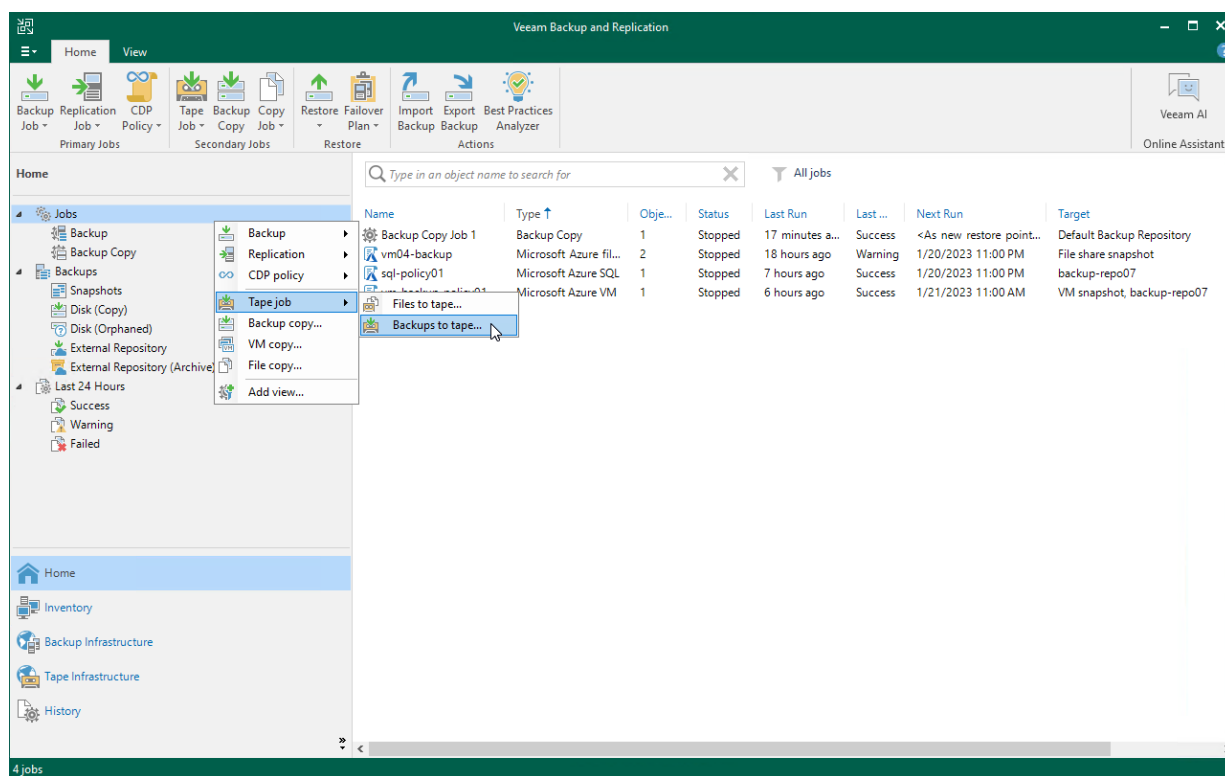 Veeam Backup and Replication
Home View
Backup Job Replication Job CDP Policy Tape Job Backup Copy Copy Job Restore Failover Plan Import Backup Export Backup Best Practices Analyzer Veeam AI
Primary Jobs Secondary Jobs Restore Actions Online Assistant
Home
Type in an object name to search for All jobs
Jobs
Backup
Backup Copy
Backups
Snapshots
Disk (Copy)
Disk (Orphaned)
External Repository
External Repository (Archive)
Last 24 Hours
Success
Warning
Failed
Backup
Replication
CDP policy
Tape job
Backup copy...
VM copy...
File copy...
Add view...
Files to tape...
Backups to tape...
Name Type Obje... Status Last Run Last ... Next Run Target
Backup Copy Job 1 Backup Copy 1 Stopped 17 minutes a... Success <As new restore point... Default Backup Repository
vm04-backup Microsoft Azure fil... 2 Stopped 18 hours ago Warning 1/20/2023 11:00 PM File share snapshot
sql-policy01 Microsoft Azure SQL 1 Stopped 7 hours ago Success 1/20/2023 11:00 PM backup-repo07
vm-backup-policy01 Microsoft Azure VM 1 Stopped 6 hours ago Success 1/21/2023 11:00 AM VM snapshot, backup-repo07
Home
Inventory
Backup Infrastructure
Tape Infrastructure
History
4 jobs